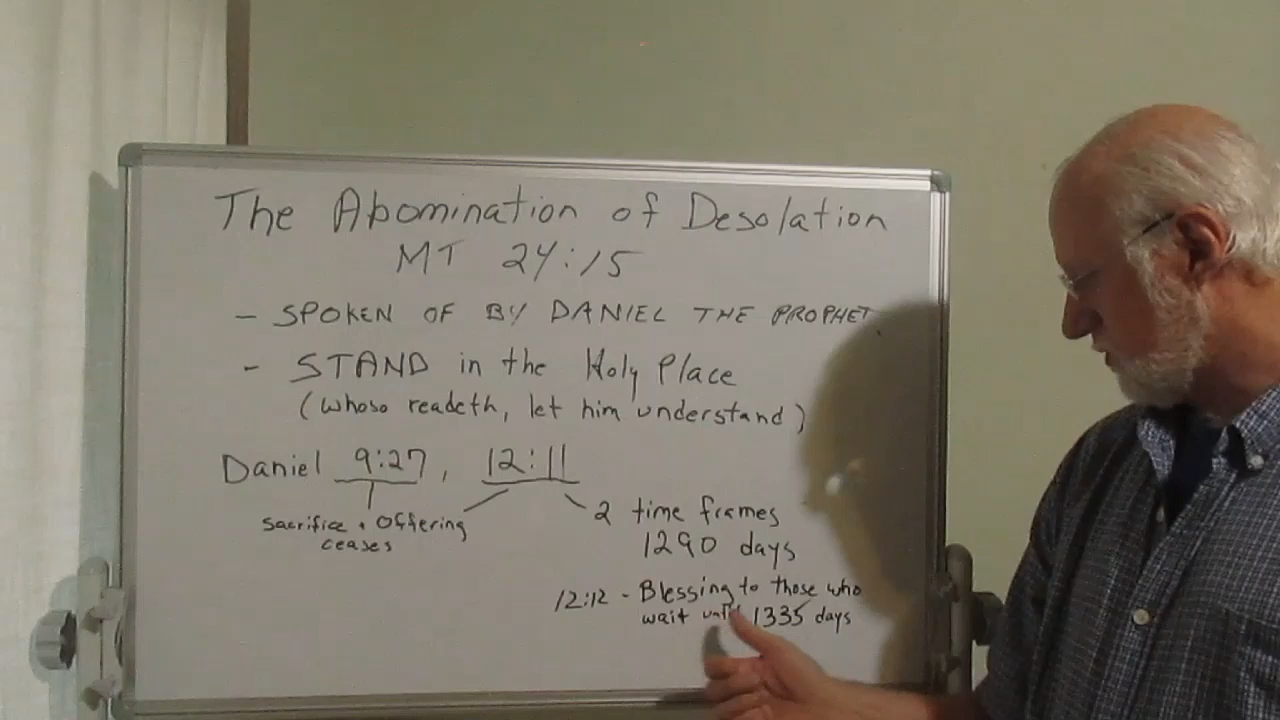 The Abomination of Desolation
MT 24:15
- SPOKEN OF BY DANIEL THE PROPHET.
- STAND in the Holy Place
(whoso readeth, let him understand)
Daniel 9:27, 12:11
sacrifice + Offering
ceases
2 time frames
1290 days
12:12 - Blessing to those who
wait until 1335 days